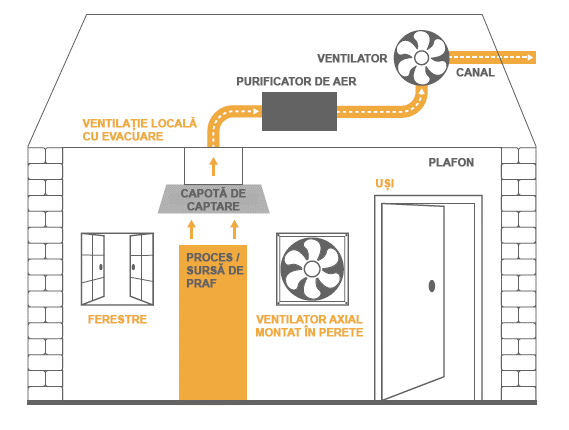 VENTILATOR
CANAL
PURIFICATOR DE AER
VENTILAȚIE LOCALĂ
CU EVACUARE
PLAFON
UȘI
CAPOTĂ DE
CAPTARE
PROCES /
SURSĂ DE
PRAF
FERESTRE
VENTILATOR AXIAL
MONTAT ÎN PERETE